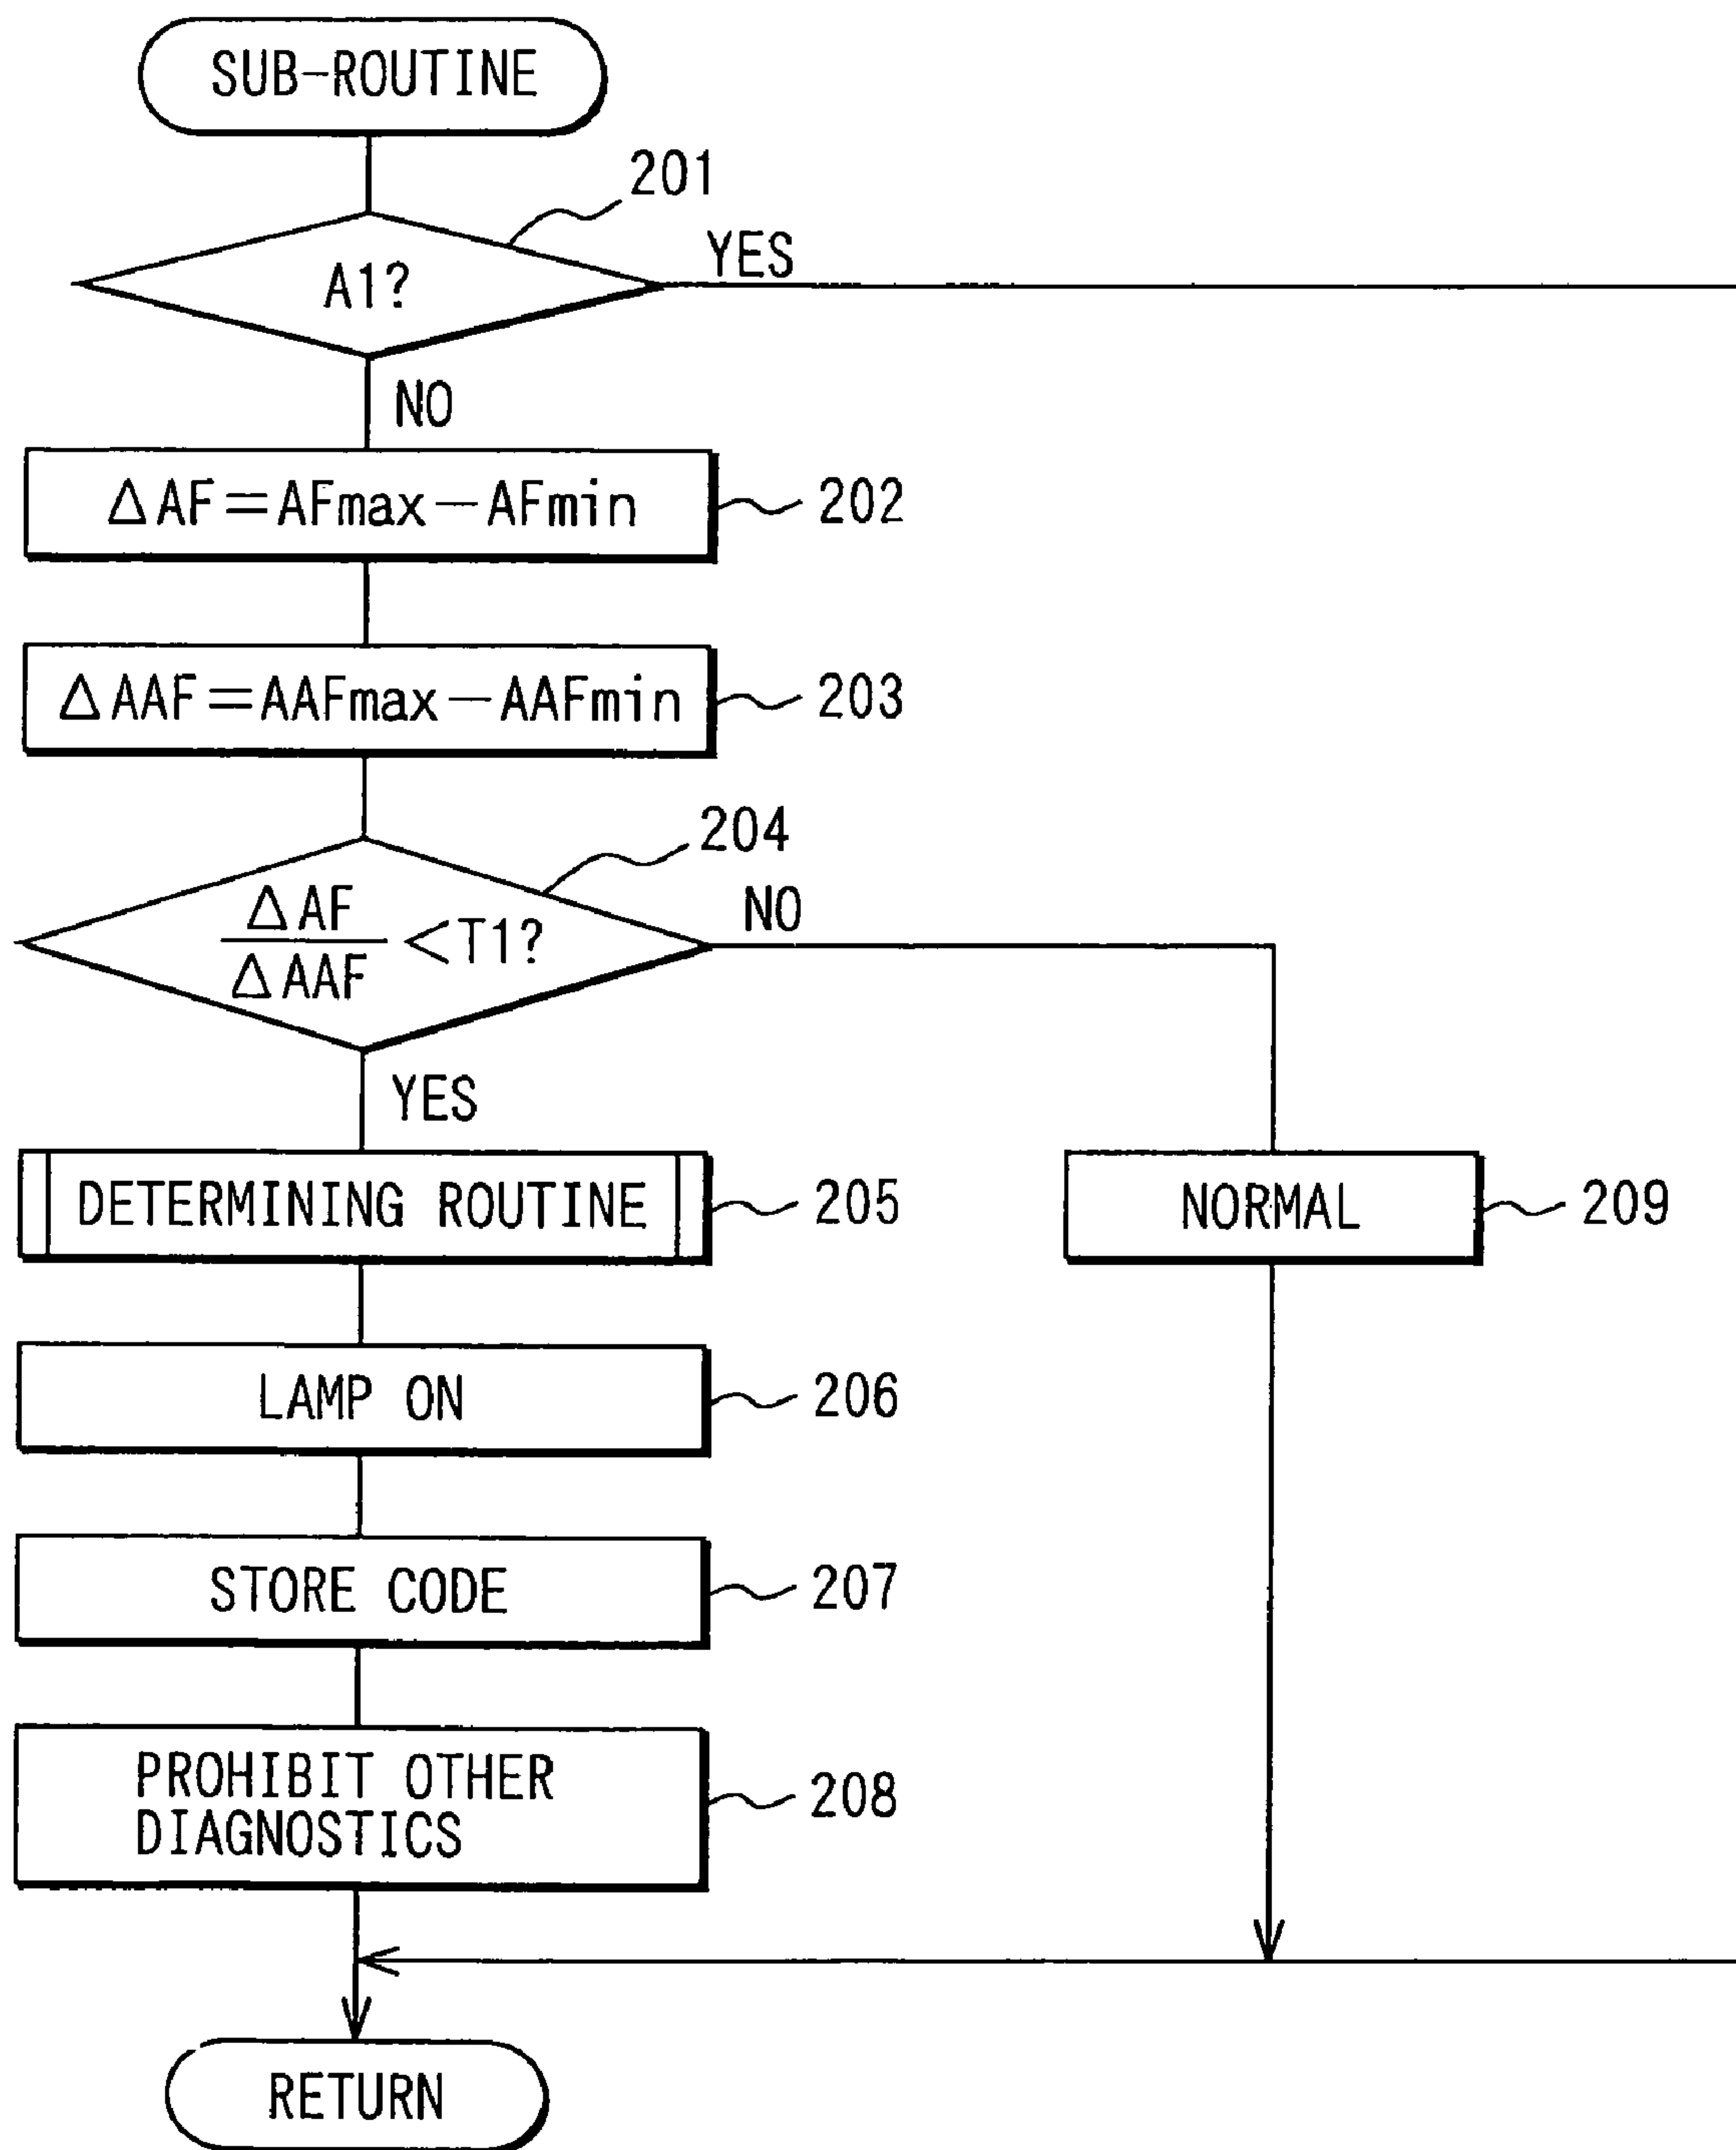 SUB-ROUTINE
201
A1?
YES
NO
ΔAF=AFmax-AFmin
202
ΔAAF=AAFmax-AAFmin
203
204
ΔAF
ΔAAF
<T1?
NO
YES
DETERMINING ROUTINE
205
NORMAL
209
LAMP ON
206
STORE CODE
207
PROHIBIT OTHER
DIAGNOSTICS
208
RETURN